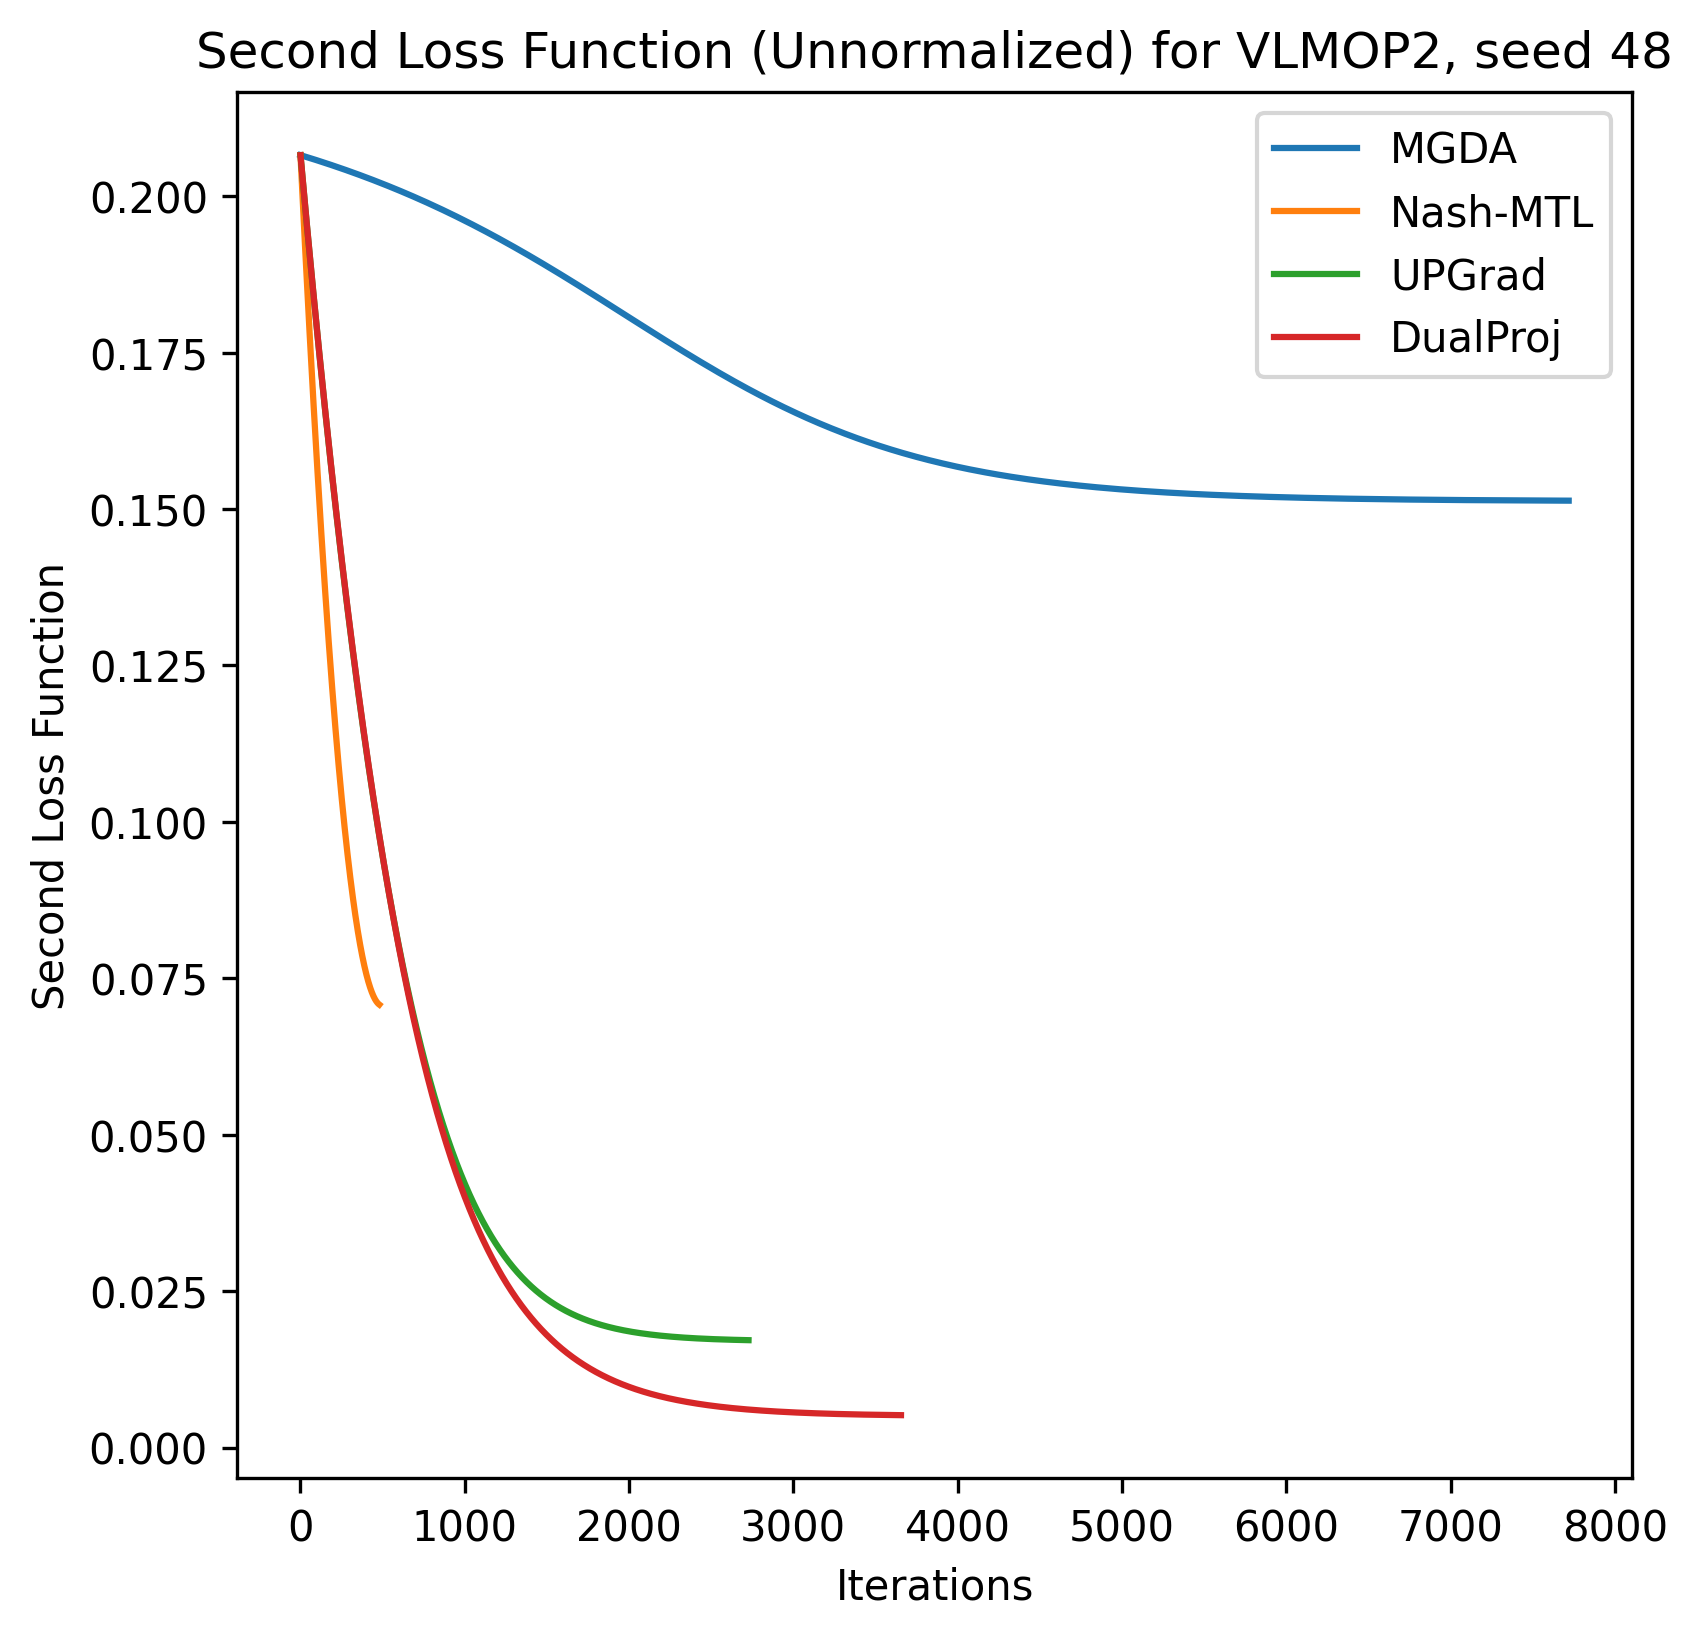 Second Loss Function (Unnormalized) for VLMOP2, seed 48
MGDA
Nash-MTL
UPGrad
DualProj
Second Loss Function
0.200
0.175
0.150
0.125
0.100
0.075
0.050
0.025
0.000
0 1000 2000 3000 4000 5000 6000 7000 8000
Iterations